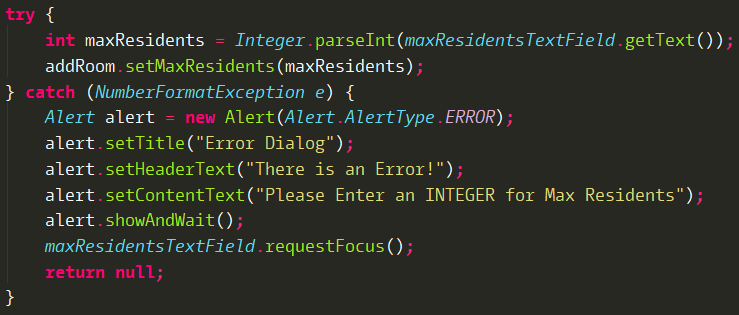 try {
    int maxResidents = Integer.parseInt(maxResidentsTextField.getText());
    addRoom.setMaxResidents(maxResidents);
} catch (NumberFormatException e) {
    Alert alert = new Alert(Alert.AlertType.ERROR);
    alert.setTitle("Error Dialog");
    alert.setHeaderText("There is an Error!");
    alert.setContentText("Please Enter an INTEGER for Max Residents");
    alert.showAndWait();
    maxResidentsTextField.requestFocus();
    return null;
}